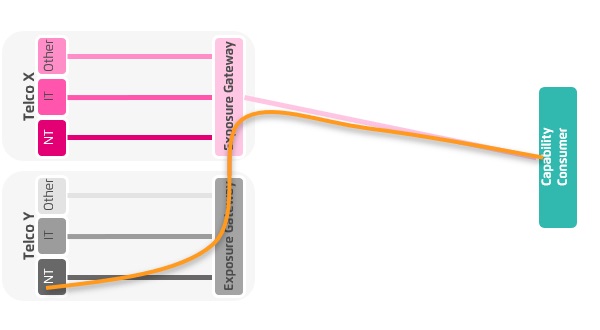 Telco X
Other
IT
NT
Exposure Gateway
Telco Y
Other
IT
NT
Exposure Gateway
Capability
Consumer